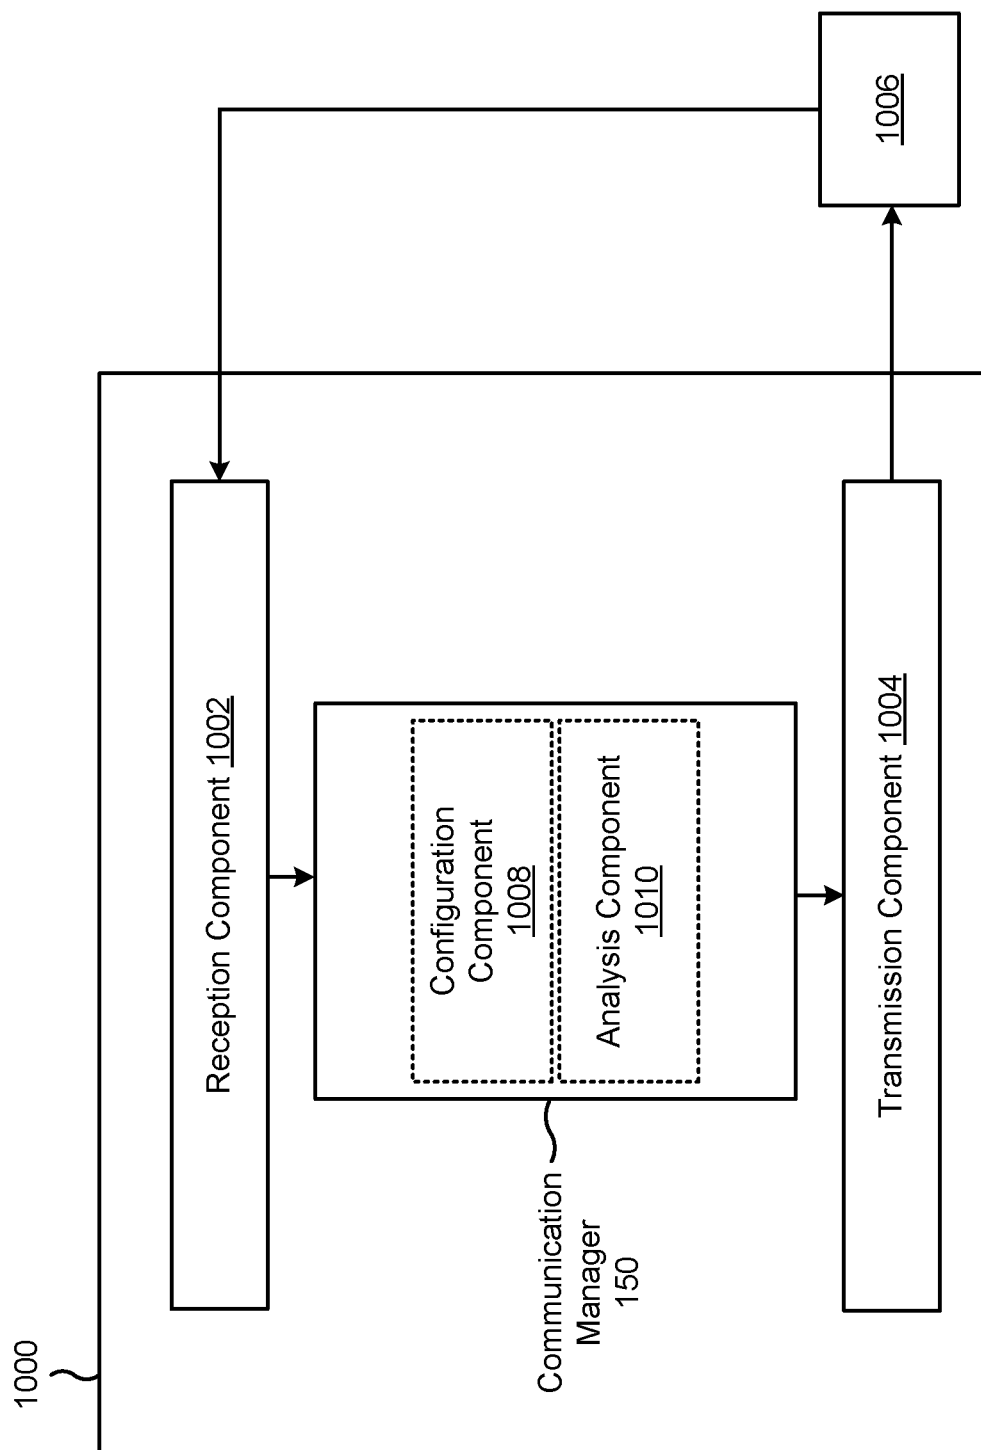 1000
Reception Component 1002
Communication
Manager
150
Configuration
Component
1008
Analysis Component
1010
Transmission Component 1004
1006